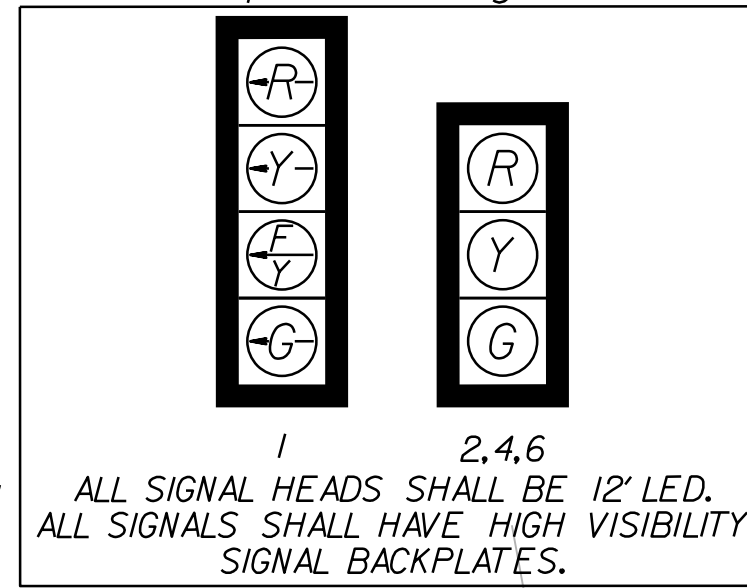 R
Y
F
Y
G
R
Y
G
1
2,4,6
ALL SIGNAL HEADS SHALL BE 12' LED.
ALL SIGNALS SHALL HAVE HIGH VISIBILITY
SIGNAL BACKPLATES.